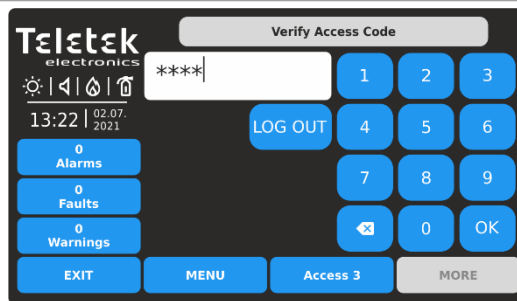 Teletek
electronics
Verify Access Code
****
13:22
02.07.
2021
LOG OUT
1 2 3
4 5 6
7 8 9
0 OK
0
Alarms
0
Faults
0
Warnings
EXIT MENU Access 3 MORE